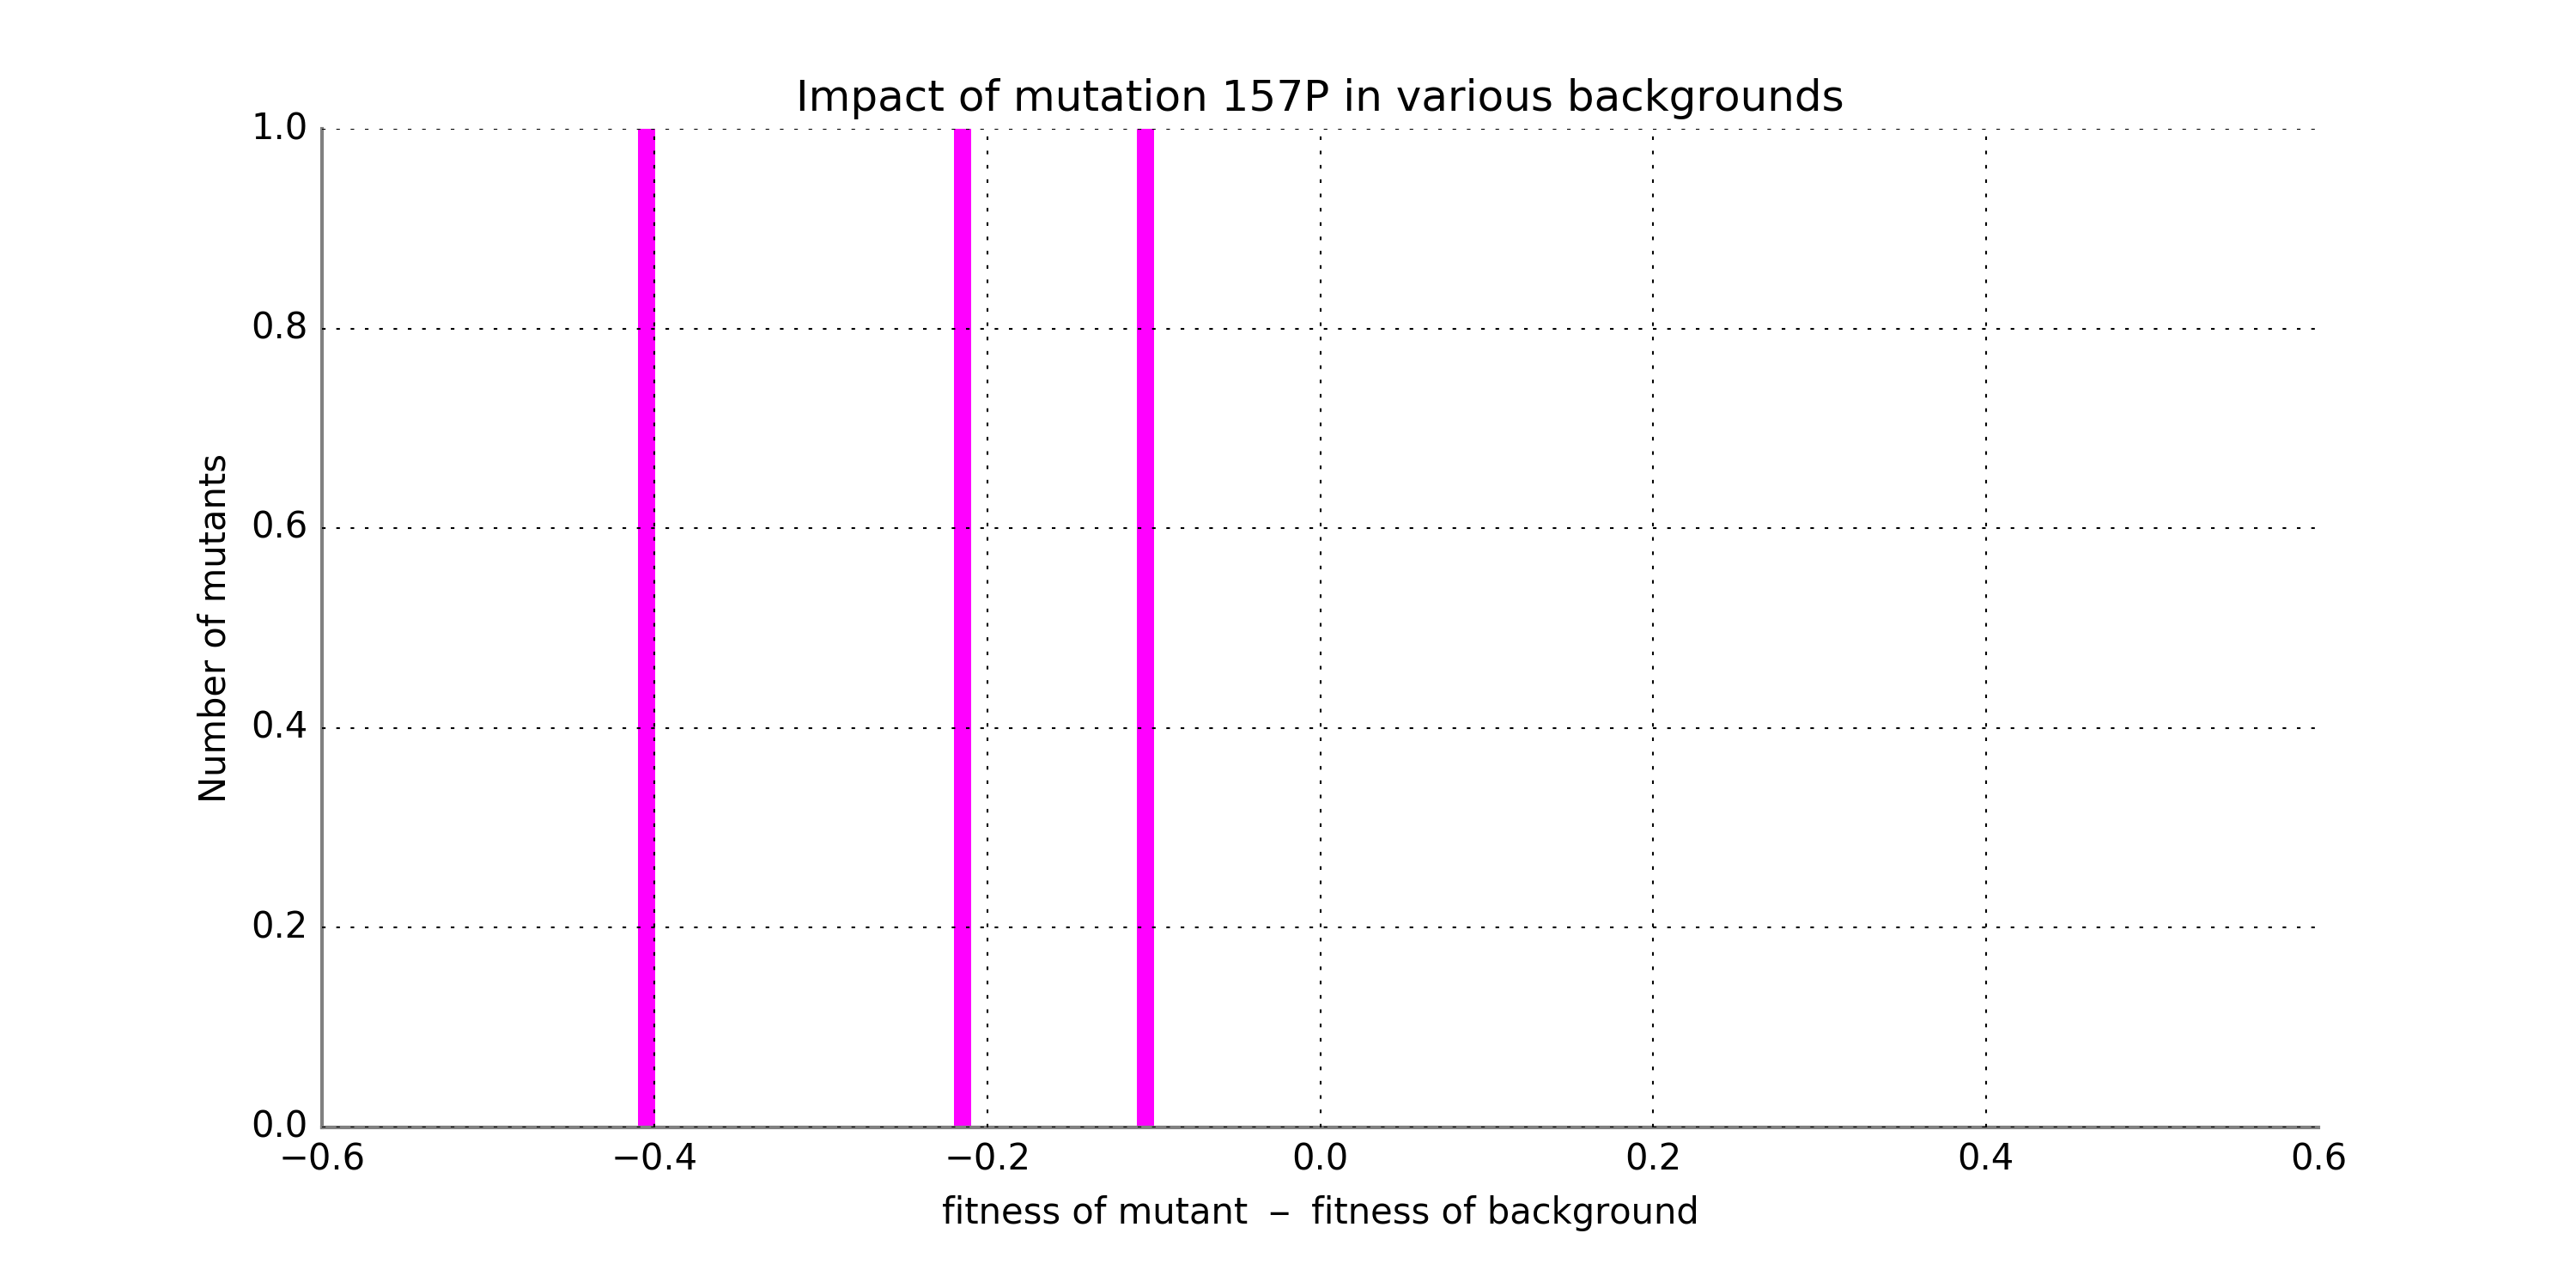 Impact of mutation 157P in various backgrounds
1.0
0.8
0.6
0.4
0.2
0.0
Number of mutants
−0.6 −0.4 −0.2 0.0 0.2 0.4 0.6
fitness of mutant − fitness of background